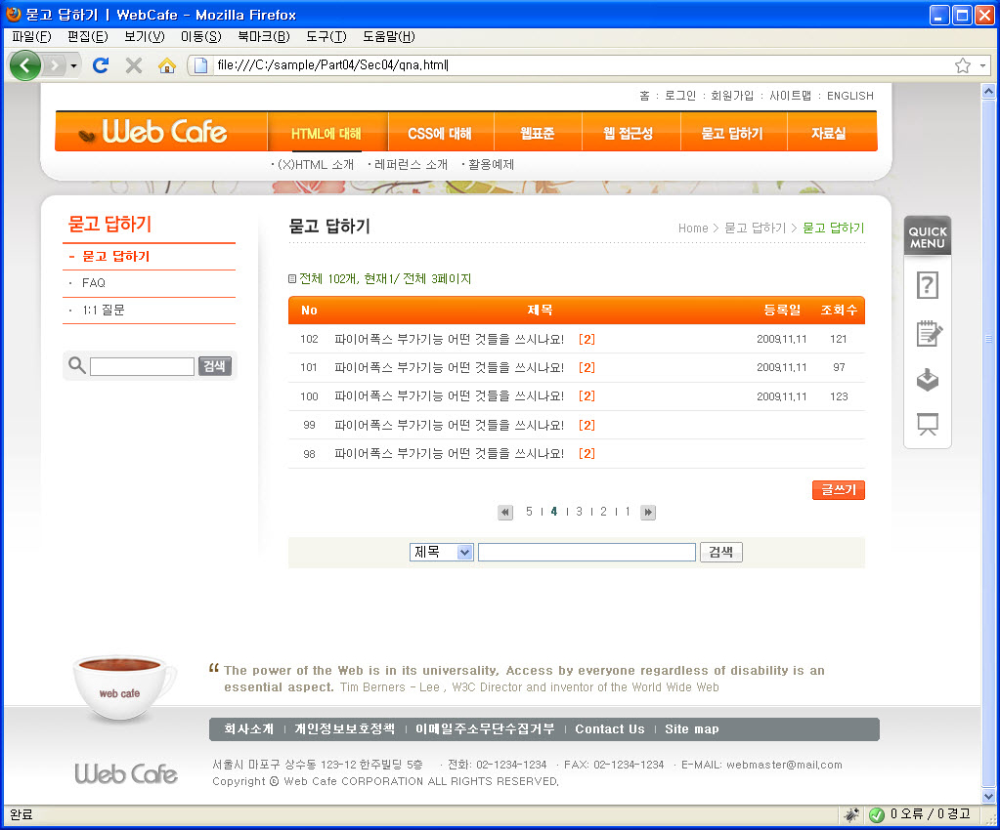 묻고 답하기 | WebCafe - Mozilla Firefox
파일(F) 편집(E) 보기(V) 이동(S) 북마크(B) 도구(T) 도움말(H)
file:///C:/sample/Part04/Sec04/qna.html
홈 : 로그인 : 회원가입 : 사이트맵 : ENGLISH
Web Cafe HTML에 대해 CSS에 대해 웹표준 웹 접근성 묻고 답하기 자료실
· (X)HTML 소개 · 레퍼런스 소개 · 활용예제
묻고 답하기
- 묻고 답하기
· FAQ
· 1:1 질문
검색
묻고 답하기 Home > 묻고 답하기 > 묻고 답하기
전체 102개, 현재1/ 전체 3페이지
No 제목 등록일 조회수
102 파이어폭스 부가기능 어떤 것들을 쓰시나요! [2] 2009.11.11 121
101 파이어폭스 부가기능 어떤 것들을 쓰시나요! [2] 2009.11.11 97
100 파이어폭스 부가기능 어떤 것들을 쓰시나요! [2] 2009.11.11 123
99 파이어폭스 부가기능 어떤 것들을 쓰시나요! [2]
98 파이어폭스 부가기능 어떤 것들을 쓰시나요! [2]
글쓰기
5 | 4 | 3 | 2 | 1
제목 검색
QUICK
MENU
web cafe
“ The power of the Web is in its universality, Access by everyone regardless of disability is an
essential aspect. Tim Berners - Lee , W3C Director and inventor of the World Wide Web
회사소개 | 개인정보보호정책 | 이메일주소무단수집거부 | Contact Us | Site map
Web Cafe
서울시 마포구 상수동 123-12 한주빌딩 5층 · 전화: 02-1234-1234 · FAX: 02-1234-1234 · E-MAIL: webmaster@mail.com
Copyright © Web Cafe CORPORATION ALL RIGHTS RESERVED.
완료 0 오류 / 0 경고